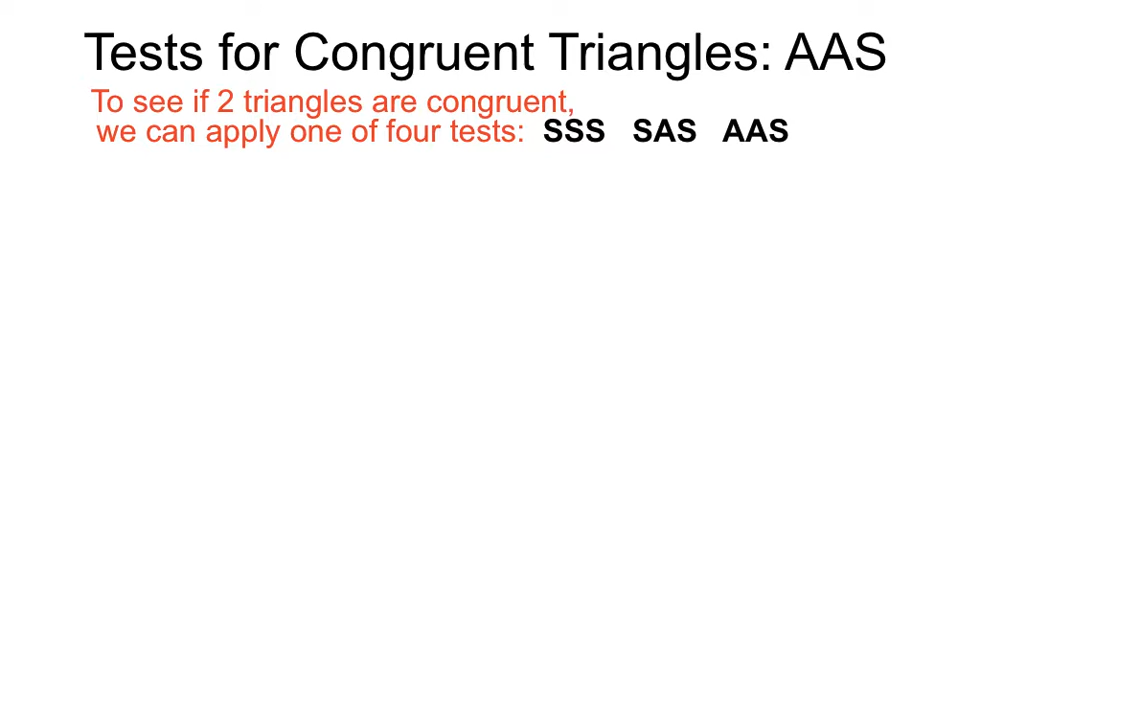 Tests for Congruent Triangles: AAS
To see if 2 triangles are congruent,
we can apply one of four tests: SSS SAS AAS